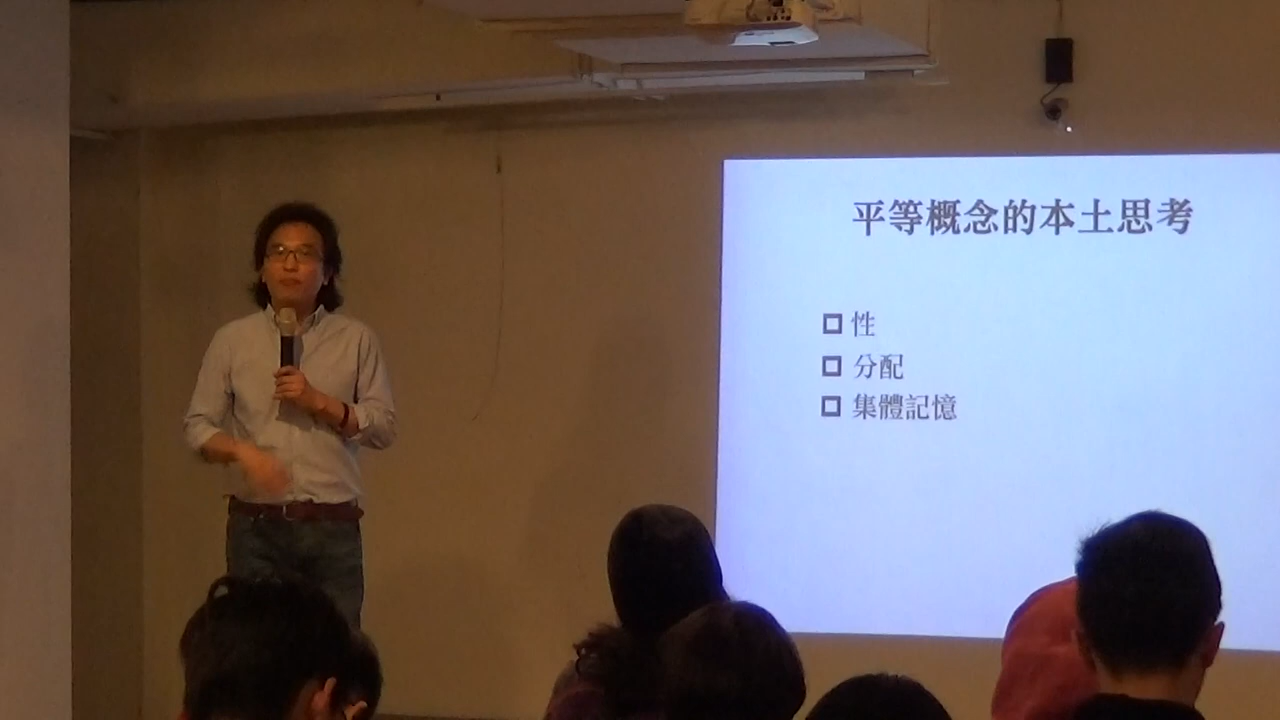 平等概念的本土思考
性
分配
集體記憶